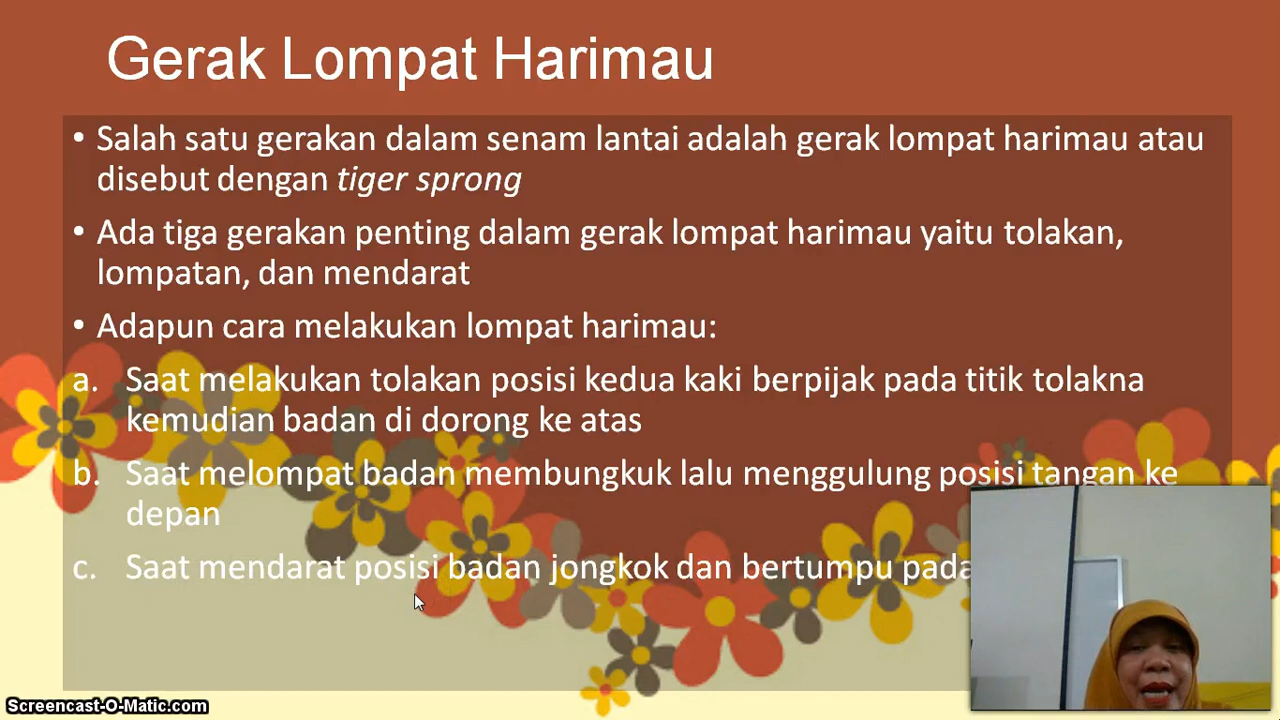 Gerak Lompat Harimau
• Salah satu gerakan dalam senam lantai adalah gerak lompat harimau atau
disebut dengan tiger sprong
• Ada tiga gerakan penting dalam gerak lompat harimau yaitu tolakan,
lompatan, dan mendarat
• Adapun cara melakukan lompat harimau:
a. Saat melakukan tolakan posisi kedua kaki berpijak pada titik tolakna
kemudian badan di dorong ke atas
b. Saat melompat badan membungkuk lalu menggulung posisi tangan ke
depan
c. Saat mendarat posisi badan jongkok dan bertumpu pada
Screencast-O-Matic.com